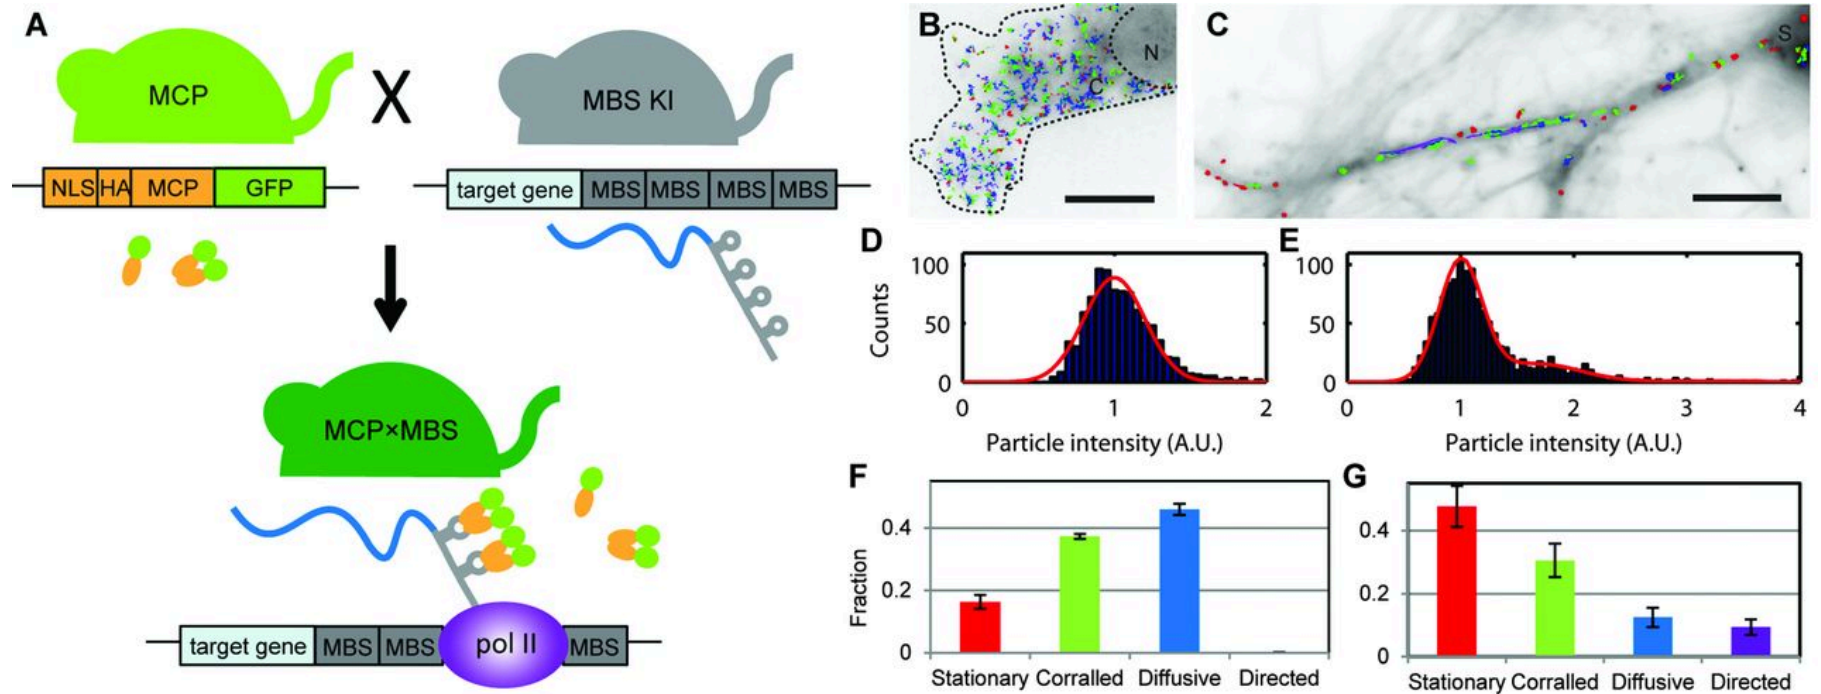 A
MCP
X
MBS KI
NLS HA MCP GFP
target gene MBS MBS MBS MBS
MCP×MBS
target gene MBS MBS pol II MBS
B
N
C
C
S
D
Counts
100
50
0
0 1 2
Particle intensity (A.U.)
E
100
50
0
0 1 2 3 4
Particle intensity (A.U.)
F
Fraction
0.4
0.2
0
Stationary Corralled Diffusive Directed
G
0.4
0.2
0
Stationary Corralled Diffusive Directed